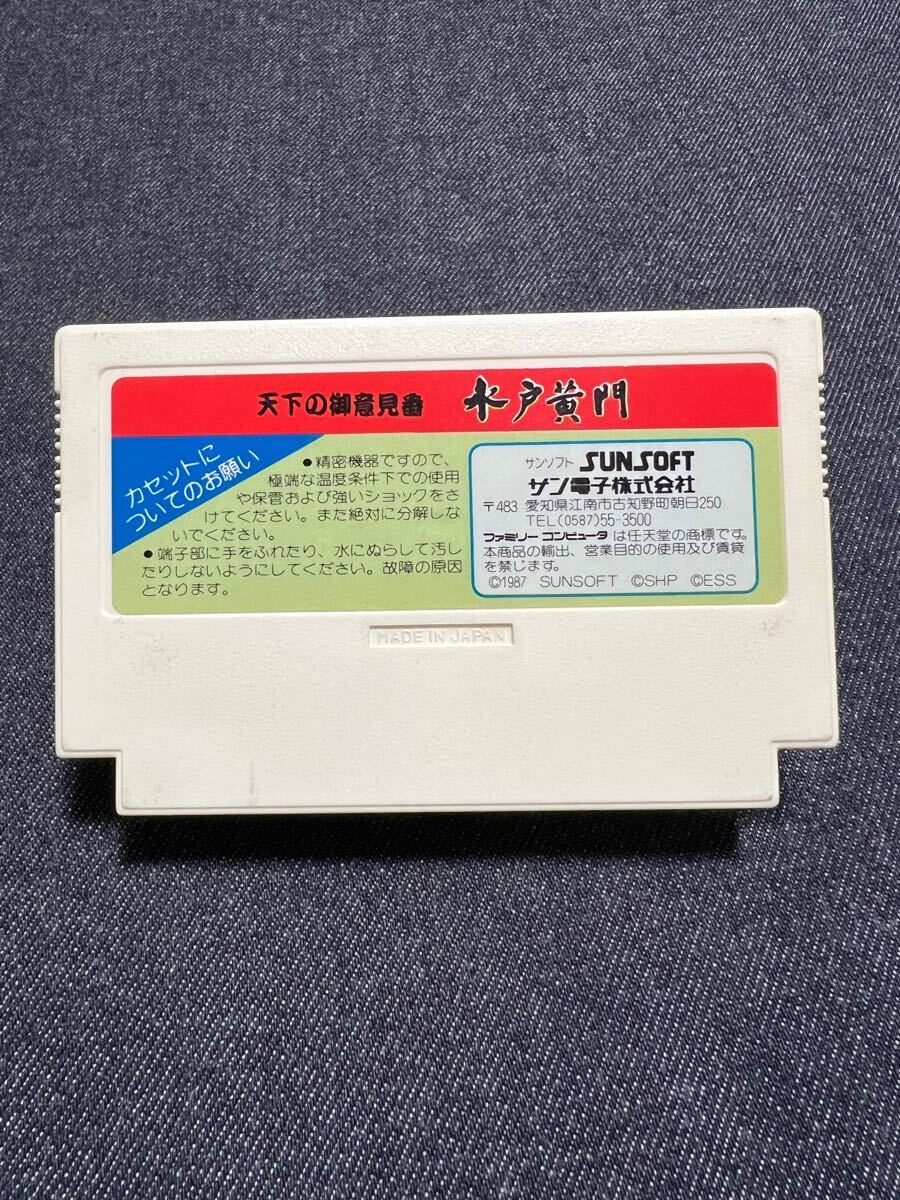 天下の御意見番 水戸黄門
カセットに
ついてのお願い
●精密機器ですので、
極端な温度条件下での使用
や保管および強いショックをさ
けてください。また絶対に分解しな
いでください。
●端子部に手をふれたり、水にぬらして汚し
たりしないようにしてください。故障の原因
となります。
サンソフト SUNSOFT
サン電子株式会社
〒483 愛知県江南市古知野町朝日250
TEL(0587)55-3500
ファミリーコンピュータ は任天堂の商標です。
本商品の輸出、営業目的の使用及び賃貸
を禁じます。
©1987 SUNSOFT ©SHP ©ESS
MADE IN JAPAN